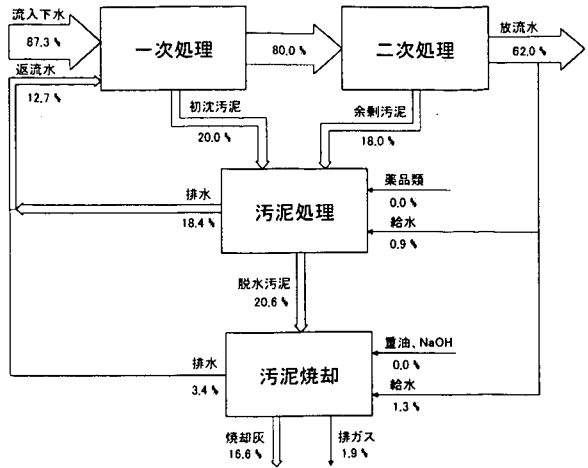 流入下水
87.3 %
返流水
12.7 %
一次処理
80.0 %
二次処理
放流水
62.0 %
初沈汚泥
20.0 %
余剰汚泥
18.0 %
排水
18.4 %
汚泥処理
薬品類
0.0 %
給水
0.9 %
脱水汚泥
20.6 %
排水
3.4 %
汚泥焼却
重油、NaOH
0.0 %
給水
1.3 %
焼却灰
16.6 %
排ガス
1.9 %